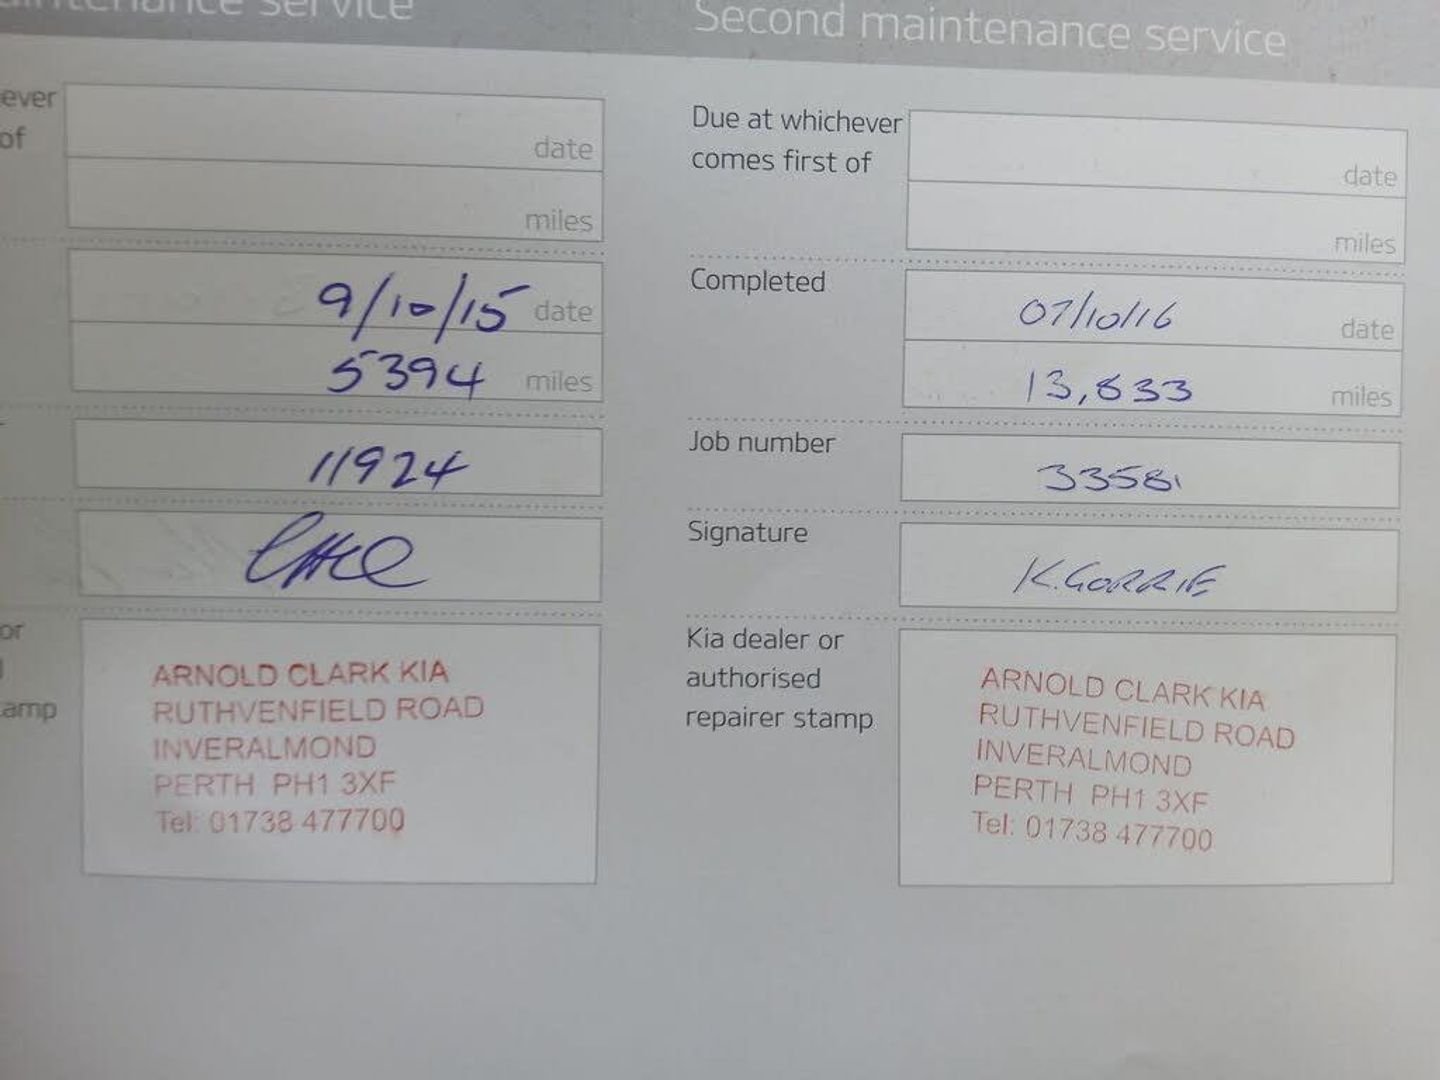 intenance service
ever
of
date
miles
9/10/15 date
5394 miles
11924
or
amp
ARNOLD CLARK KIA
RUTHVENFIELD ROAD
INVERALMOND
PERTH PH1 3XF
Tel: 01738 477700
Second maintenance service
Due at whichever
comes first of
date
miles
Completed
07/10/16 date
13,833 miles
Job number
33581
Signature
K.GORRIE
Kia dealer or
authorised
repairer stamp
ARNOLD CLARK KIA
RUTHVENFIELD ROAD
INVERALMOND
PERTH PH1 3XF
Tel: 01738 477700